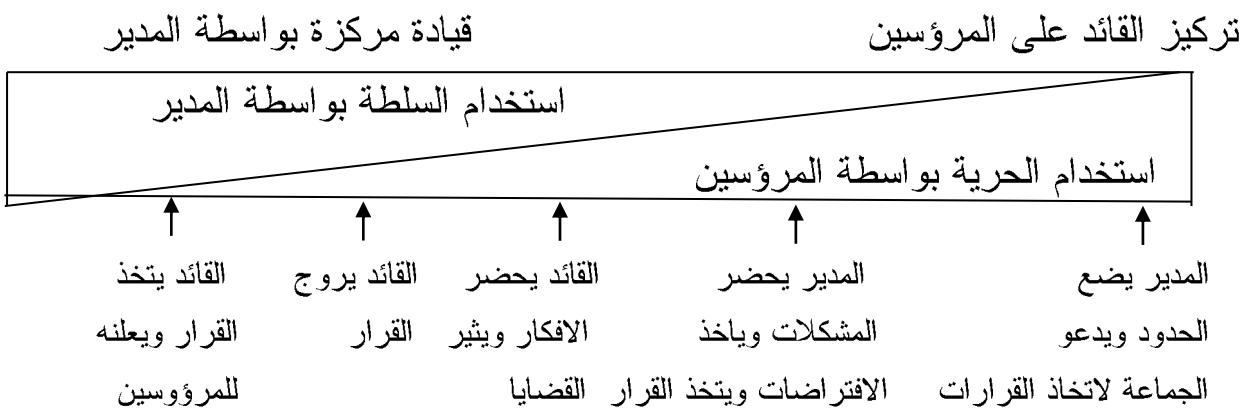 تركيز القائد على المرؤسين
قيادة مركزة بواسطة المدير
استخدام السلطة بواسطة المدير
استخدام الحرية بواسطة المرؤسين
المدير يضع
الحدود ويدعو
الجماعة لاتخاذ القرارات
المدير يحضر
المشكلات وياخذ
الافتراضات ويتخذ القرار
القائد يحضر
الافكار ويثير
القضايا
القائد يروج
القرار
القائد يتخذ
القرار ويعلنه
للمرؤوسين